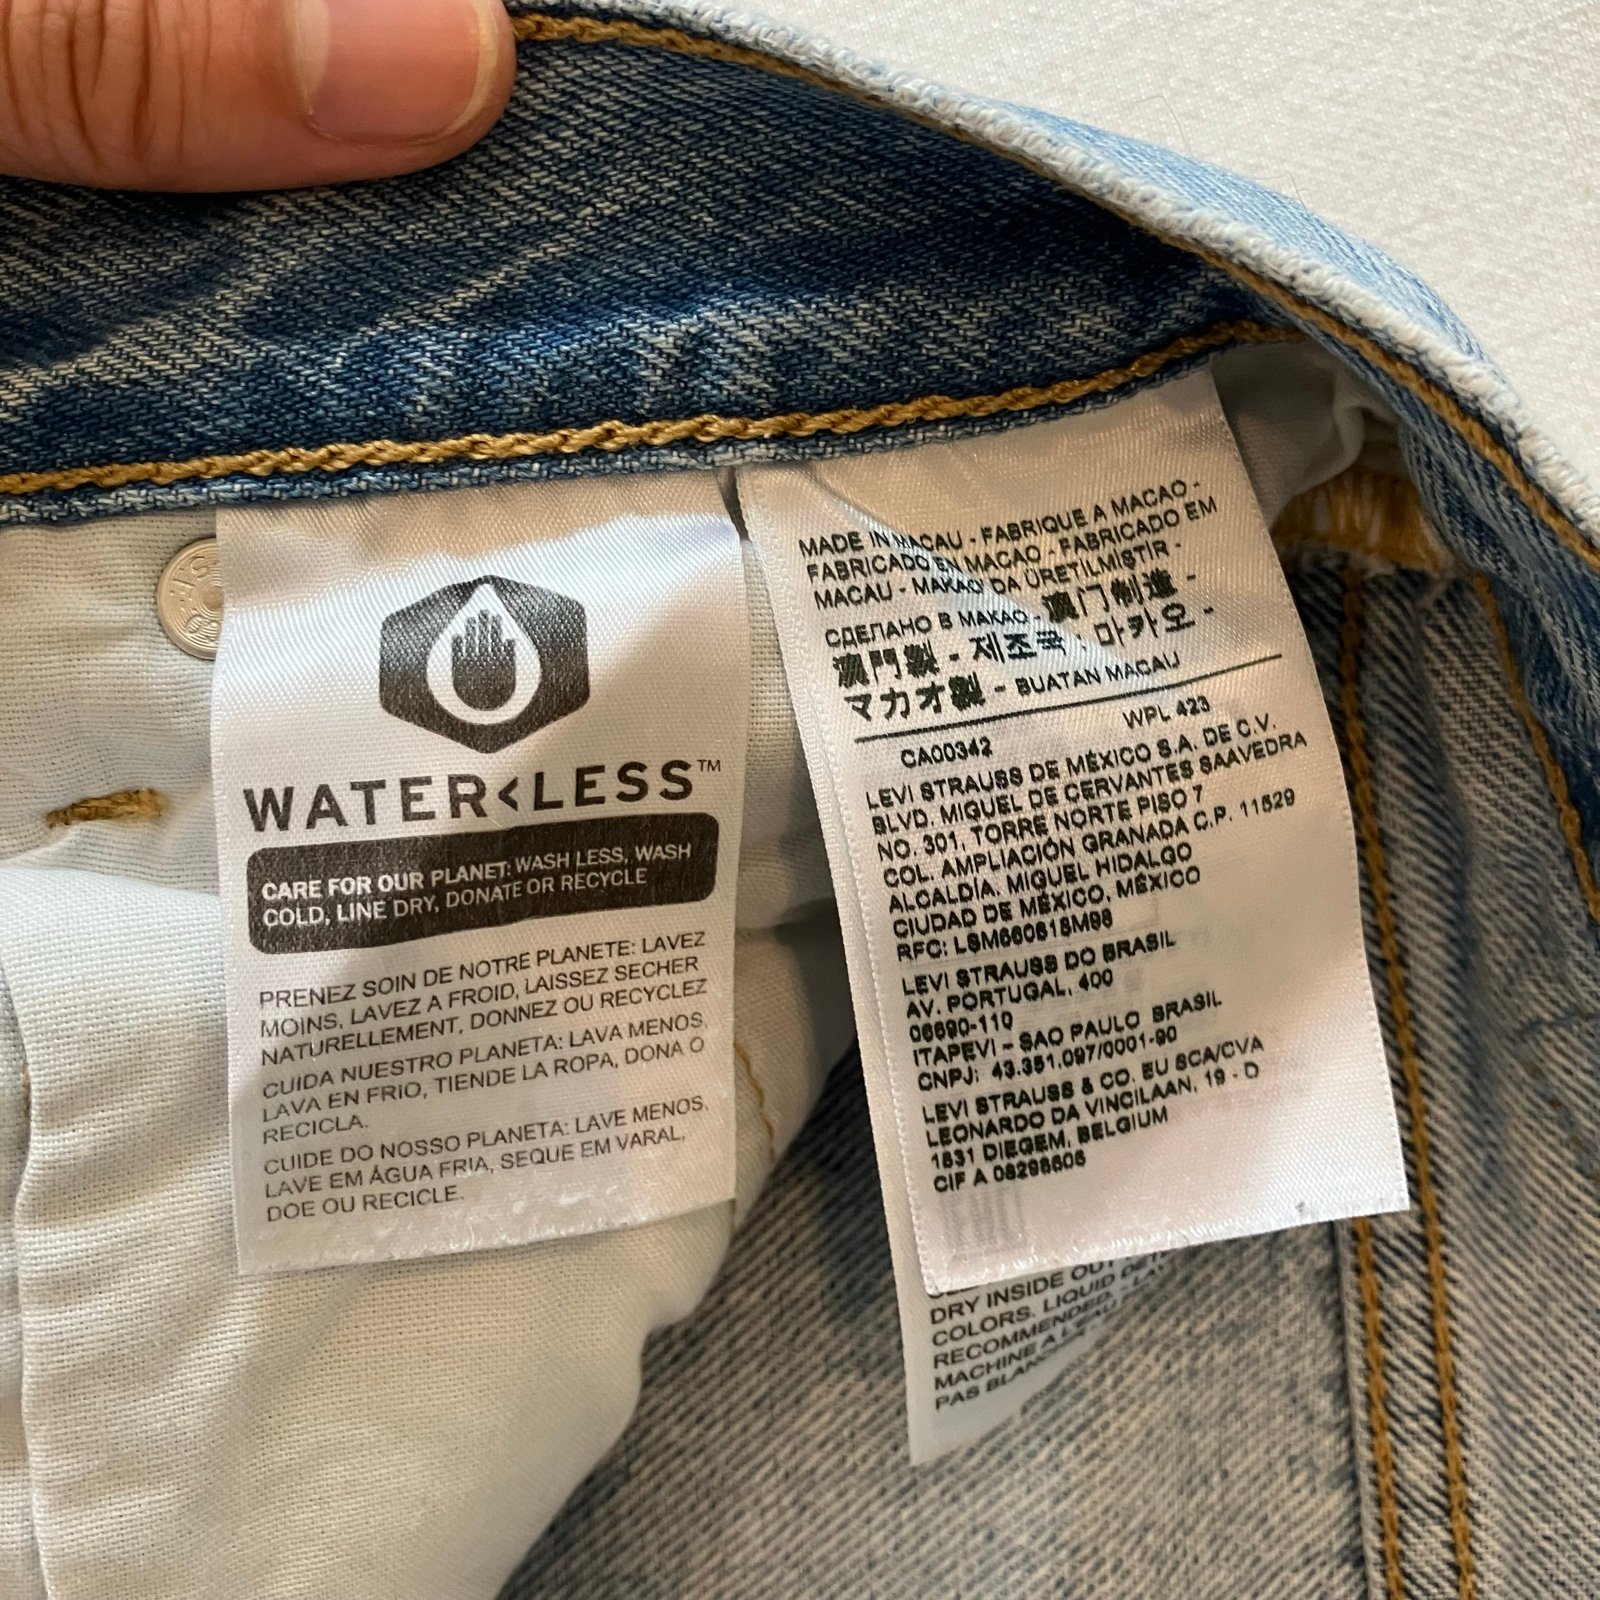 WATER<LESS™
CARE FOR OUR PLANET: WASH LESS, WASH
COLD, LINE DRY, DONATE OR RECYCLE
PRENEZ SOIN DE NOTRE PLANETE: LAVEZ
MOINS, LAVEZ A FROID, LAISSEZ SECHER
NATURELLEMENT, DONNEZ OU RECYCLEZ
CUIDA NUESTRO PLANETA: LAVA MENOS,
LAVA EN FRIO, TIENDE LA ROPA, DONA O
RECICLA.
CUIDE DO NOSSO PLANETA: LAVE MENOS,
LAVE EM ÁGUA FRIA, SEQUE EM VARAL,
DOE OU RECICLE.
MADE IN MACAU - FABRIQUE A MACAO -
FABRICADO EN MACAO - FABRICADO EM
MACAU - MAKAO DA ÜRETILMISTIR -
СДЕЛАНО В МАКАО - 澳门制造 -
澳門製 - 제조국 : 마카오 -
マカオ製 - BUATAN MACAU
CA00342 WPL 423
LEVI STRAUSS DE MÉXICO S.A. DE C.V.
BLVD. MIGUEL DE CERVANTES SAAVEDRA
NO. 301, TORRE NORTE PISO 7
COL. AMPLIACIÓN GRANADA C.P. 11529
ALCALDÍA. MIGUEL HIDALGO
CIUDAD DE MÉXICO, MÉXICO
RFC:
LEVI STRAUSS DO BRASIL
AV. PORTUGAL, 400
06690-110
ITAPEVI - SAO PAULO BRASIL
CNPJ: 43.351.097/0001-90
LEVI STRAUSS & CO. EU SCA/CVA
LEONARDO DA VINCILAAN, 19 - D
1831 DIEGEM, BELGIUM
CIF A
DRY INSIDE OUT
COLORS. LIQUID
RECOMMENDED.
MACHINE A
PAS